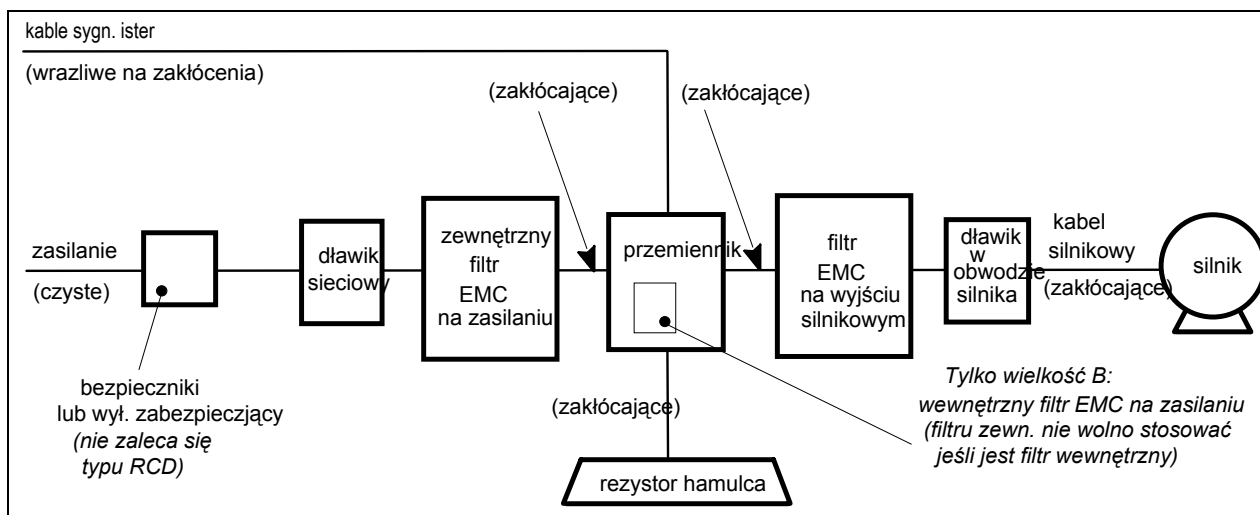 kable sygn. ister
(wrazliwe na zakłócenia)
(zakłócające)
(zakłócające)
zasilanie
(czyste)
dławik
sieciowy
zewnętrzny
filtr
EMC
na zasilaniu
przemiennik
filtr
EMC
na wyjściu
silnikowym
dławik
w
obwodzie
silnika
kabel
silnikowy
(zakłócające)
silnik
bezpieczniki
lub wył. zabezpieczjący
(nie zaleca się
typu RCD)
(zakłócające)
rezystor hamulca
Tylko wielkość B:
wewnętrzny filtr EMC na zasilaniu
(filtru zewn. nie wolno stosować
jeśli jest filtr wewnętrzny)